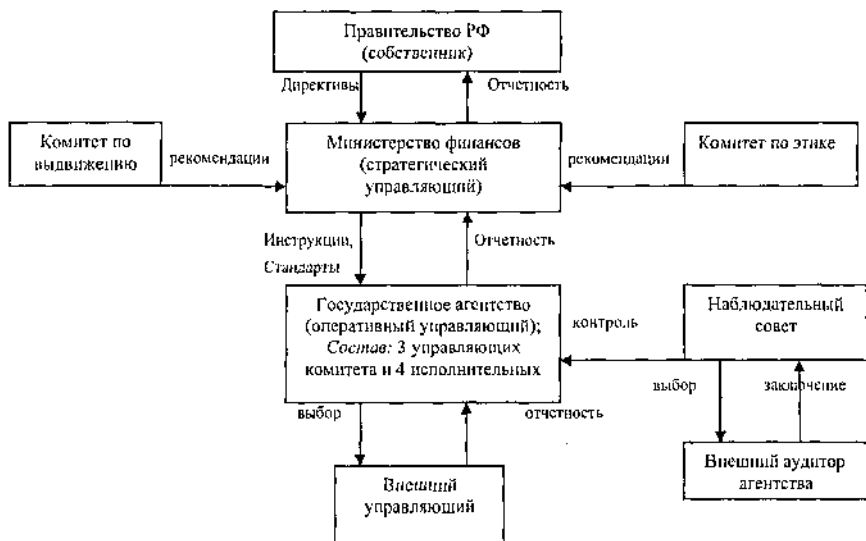 Правительство РФ
(собственник)
Директивы
Отчетность
Комитет по
выдвижению
рекомендации
Министерство финансов
(стратегический
управляющий)
рекомендации
Комитет по этике
Инструкции,
Стандарты
Отчетность
Государственное агентство
(оперативный управляющий);
Состав: 3 управляющих
комитета и 4 исполнительных
контроль
Наблюдательный
совет
выбор
отчетность
выбор
заключение
Внешний
управляющий
Внешний аудитор
агентства